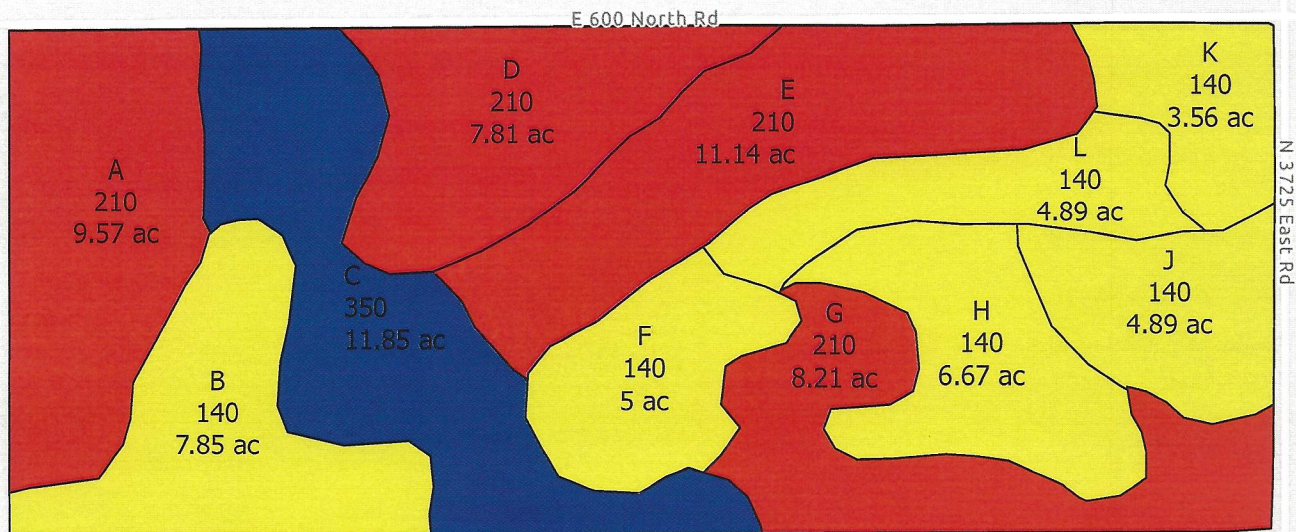 E 600 North Rd
A
210
9.57 ac
B
140
7.85 ac
C
350
11.85 ac
D
210
7.81 ac
E
210
11.14 ac
F
140
5 ac
G
210
8.21 ac
H
140
6.67 ac
J
140
4.89 ac
K
140
3.56 ac
L
140
4.89 ac
N 3725 East Rd